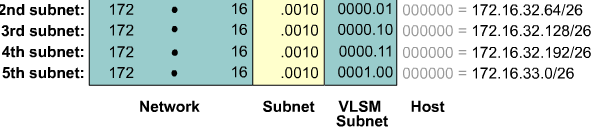 2nd subnet: 172 • 16 .0010 0000.01 000000 = 172.16.32.64/26
3rd subnet: 172 • 16 .0010 0000.10 000000 = 172.16.32.128/26
4th subnet: 172 • 16 .0010 0000.11 000000 = 172.16.32.192/26
5th subnet: 172 • 16 .0010 0001.00 000000 = 172.16.33.0/26
Network Subnet VLSM Host
Subnet